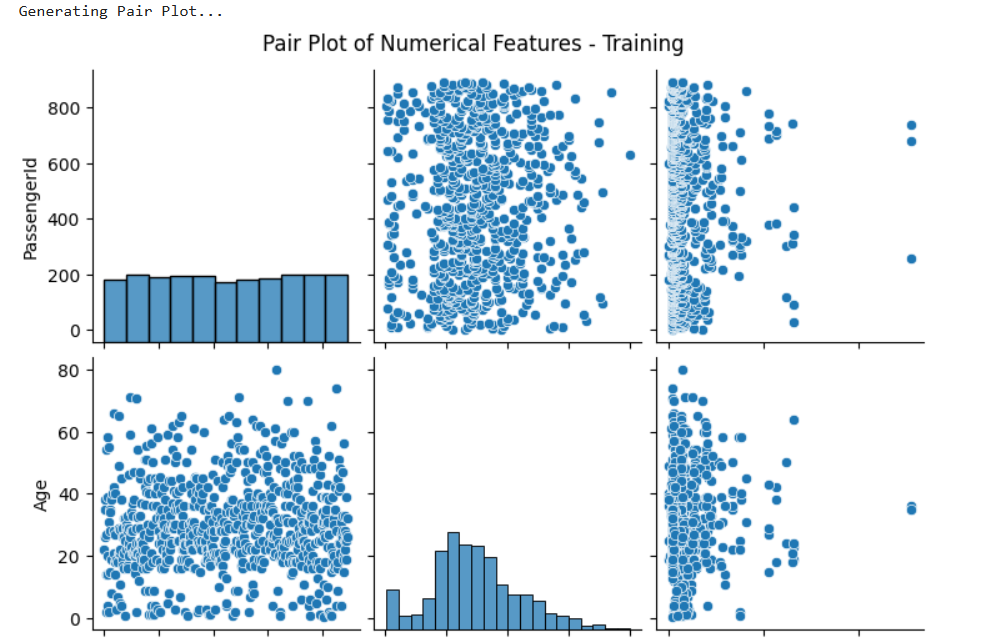 Generating Pair Plot...
Pair Plot of Numerical Features - Training
800
600
400
200
0
PassengerId
80
60
40
20
0
Age